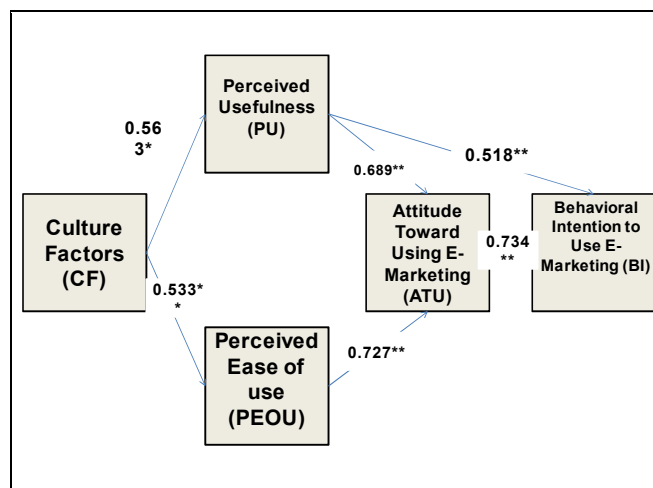 Perceived
Usefulness
(PU)
0.56
3*
0.518**
0.689**
Culture
Factors
(CF)
Attitude
Toward
Using E-
Marketing
(ATU)
0.734
**
Behavioral
Intention to
Use E-
Marketing (BI)
0.533*
*
Perceived
Ease of
use
(PEOU)
0.727**